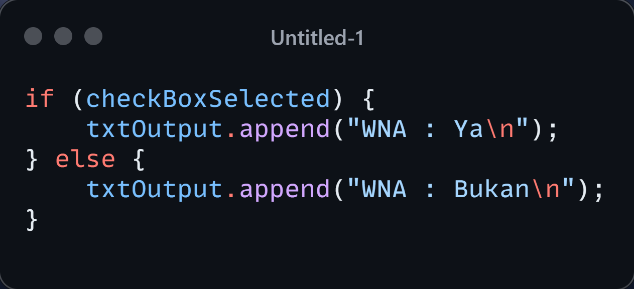 Untitled-1
if (checkBoxSelected) {
    txtOutput.append("WNA : Ya\n");
} else {
    txtOutput.append("WNA : Bukan\n");
}